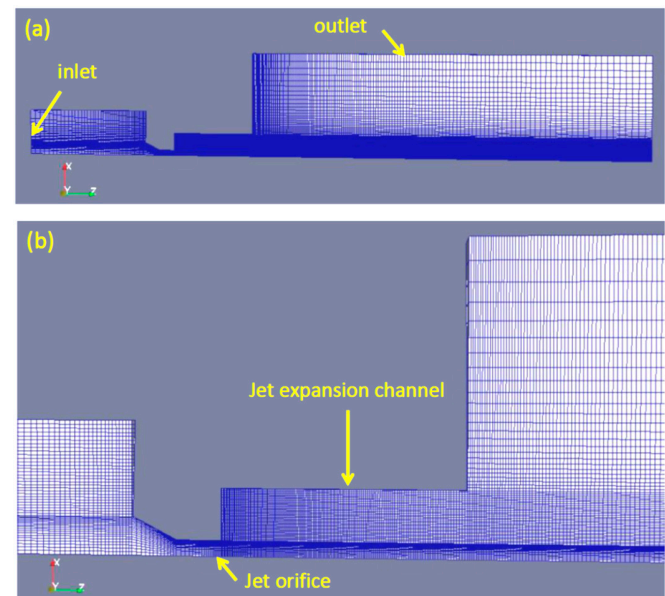 (a)
outlet
inlet
X
Y
Z
(b)
Jet expansion channel
X
Y
Z
Jet orifice